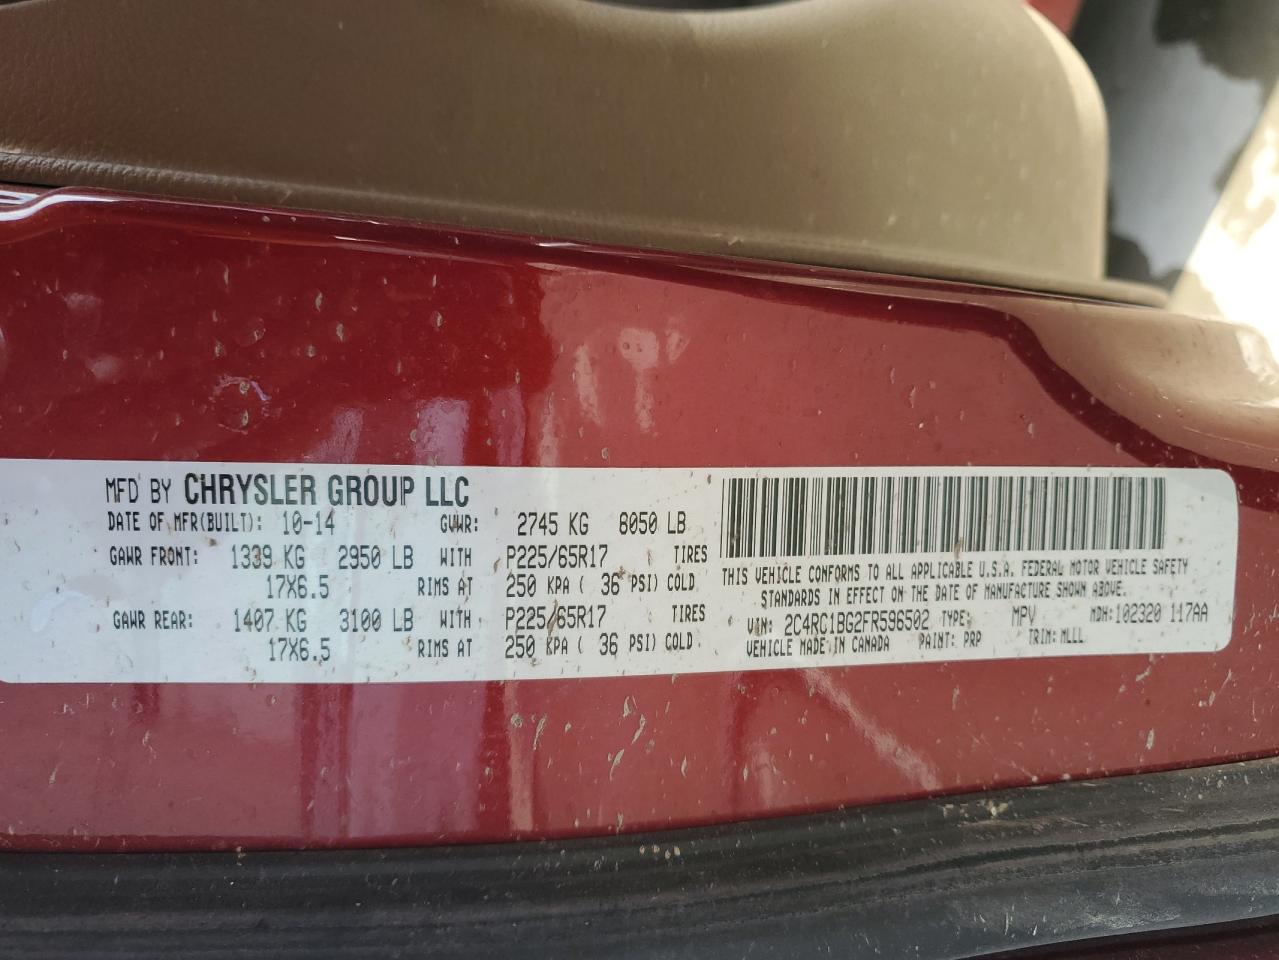 MFD BY CHRYSLER GROUP LLC
DATE OF MFR(BUILT): 10-14 GVWR: 2745 KG 8050 LB
GAWR FRONT: 1339 KG 2950 LB WITH P225/65R17 TIRES
17X6.5 RIMS AT 250 KPA ( 36 PSI) COLD
GAWR REAR: 1407 KG 3100 LB WITH P225/65R17 TIRES
17X6.5 RIMS AT 250 KPA ( 36 PSI) COLD
THIS VEHICLE CONFORMS TO ALL APPLICABLE U.S.A. FEDERAL MOTOR VEHICLE SAFETY
STANDARDS IN EFFECT ON THE DATE OF MANUFACTURE SHOWN ABOVE.
VIN: 2C4RC1BG2FR596502 TYPE: MPV MDH:102320 117AA
VEHICLE MADE IN CANADA PAINT: PRP TRIM: MLLL